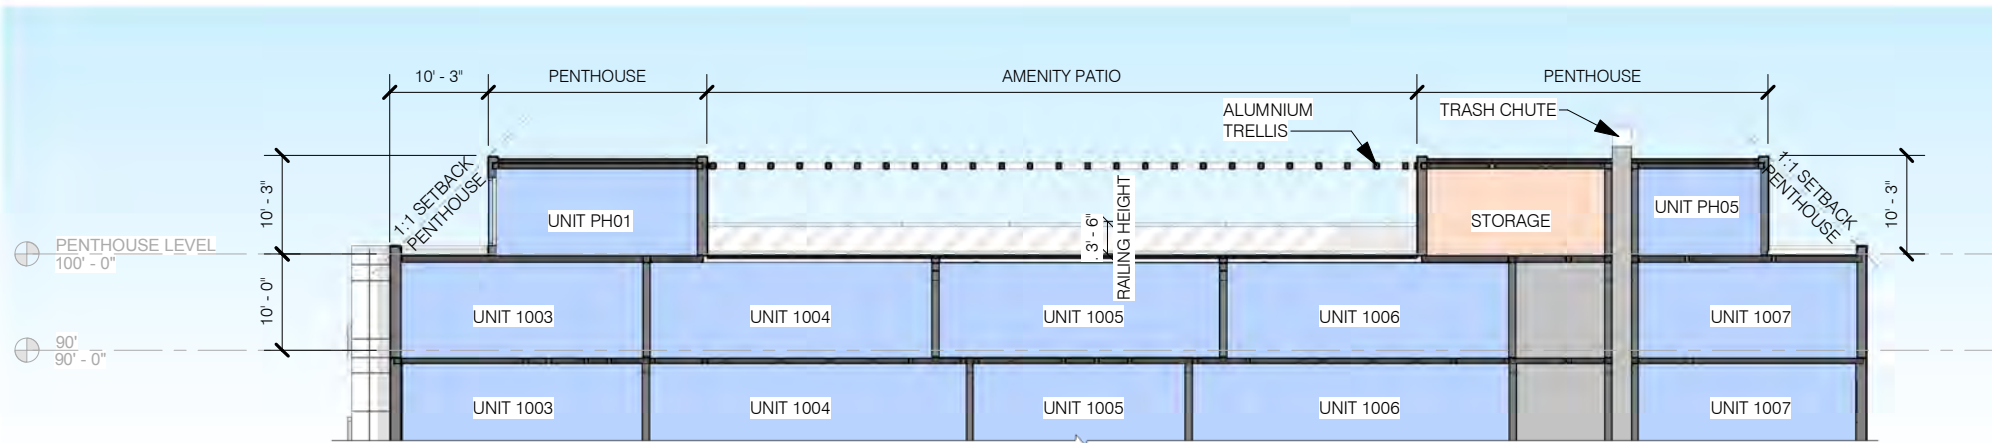 10' - 3"
PENTHOUSE
AMENITY PATIO
PENTHOUSE
ALUMNIUM
TRELLIS
TRASH CHUTE
1:1 SETBACK
PENTHOUSE
1:1 SETBACK
PENTHOUSE
10' - 3"
UNIT PH01
3' - 6"
RAILING HEIGHT
STORAGE
UNIT PH05
10' - 3"
PENTHOUSE LEVEL
100' - 0"
10' - 0"
UNIT 1003
UNIT 1004
UNIT 1005
UNIT 1006
UNIT 1007
90'
90' - 0"
UNIT 1003
UNIT 1004
UNIT 1005
UNIT 1006
UNIT 1007